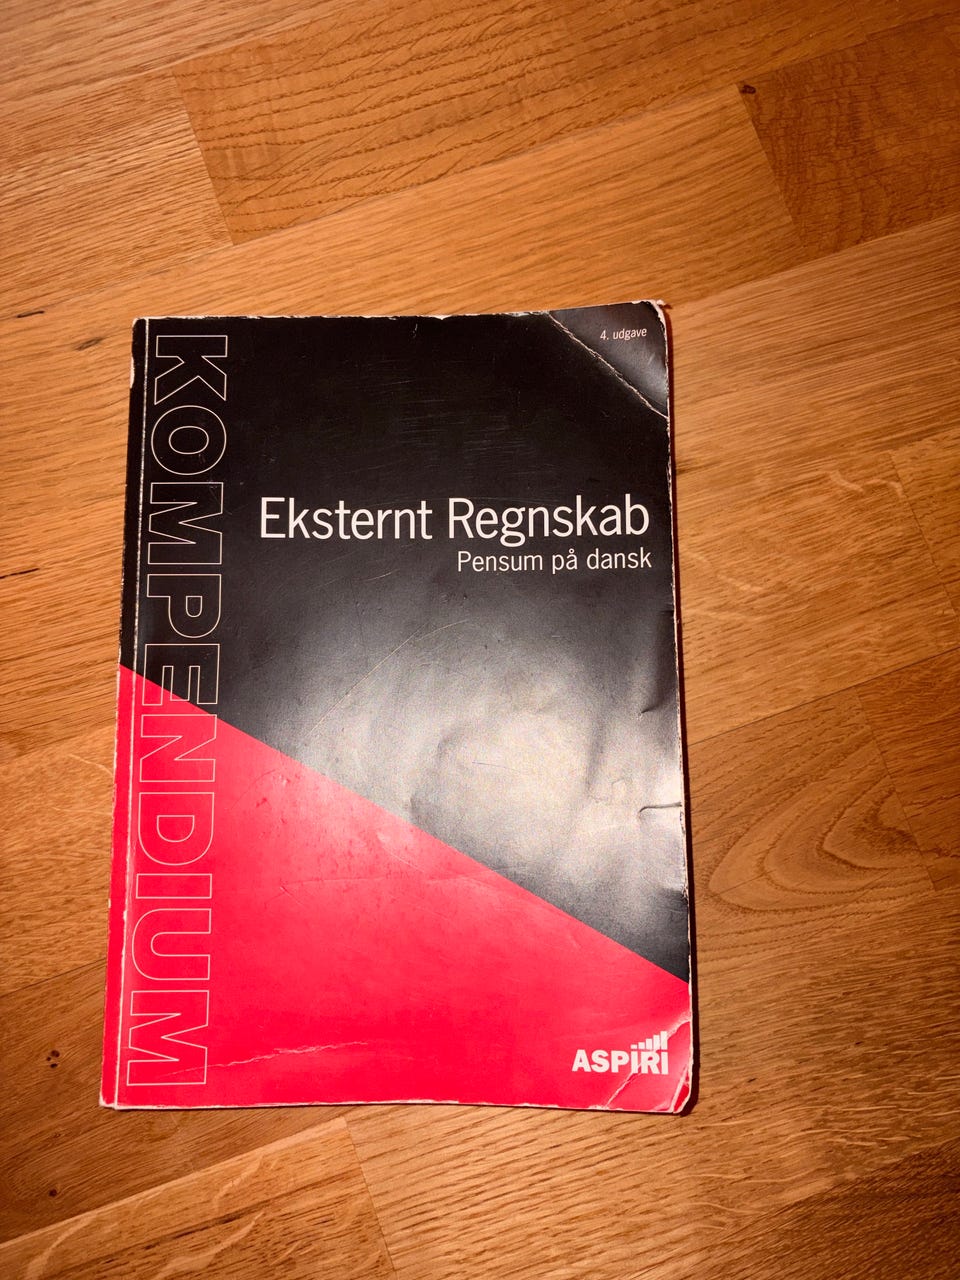 4. udgave
KOMPENDIUM
Eksternt Regnskab
Pensum på dansk
ASPIRI